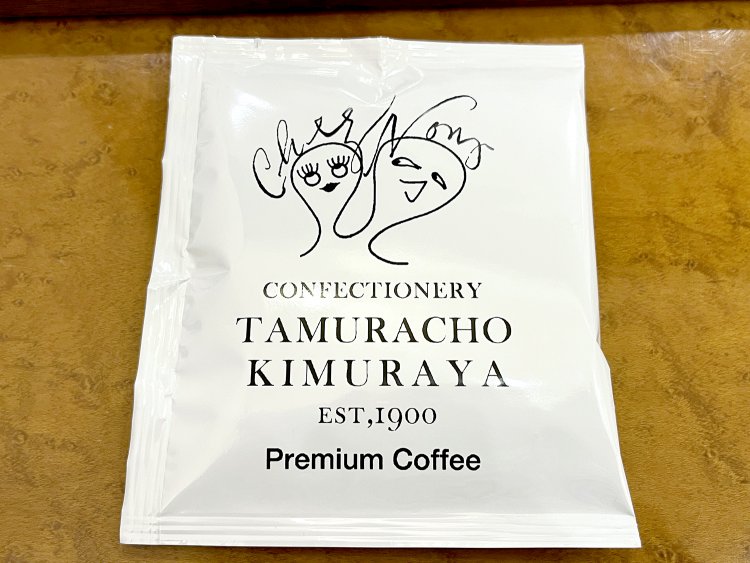 Chez Nous
CONFECTIONERY
TAMURACHO
KIMURAYA
EST,1900
Premium Coffee